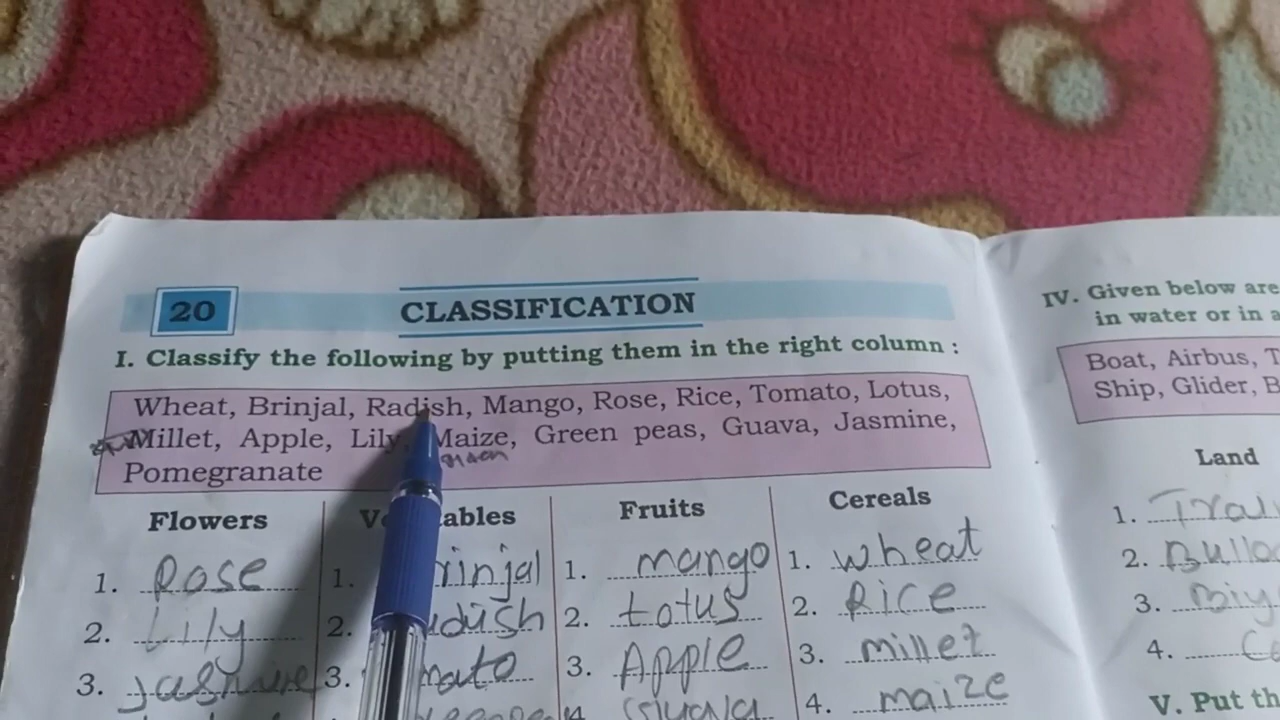 20
CLASSIFICATION
I. Classify the following by putting them in the right column :
Wheat, Brinjal, Radish, Mango, Rose, Rice, Tomato, Lotus,
Millet, Apple, Lily, Maize, Green peas, Guava, Jasmine,
Pomegranate
Flowers
1. Rose
2. Lily
3.
1.
2.
3.
Fruits
1. mango
2. Lotus
3. Apple
4
Cereals
1. wheat
2. Rice
3. millet
4. maize
IV. Given below are
in water or in a
Boat, Airbus, T
Ship, Glider, B
Land
1.
2.
3.
4.
V. Put th